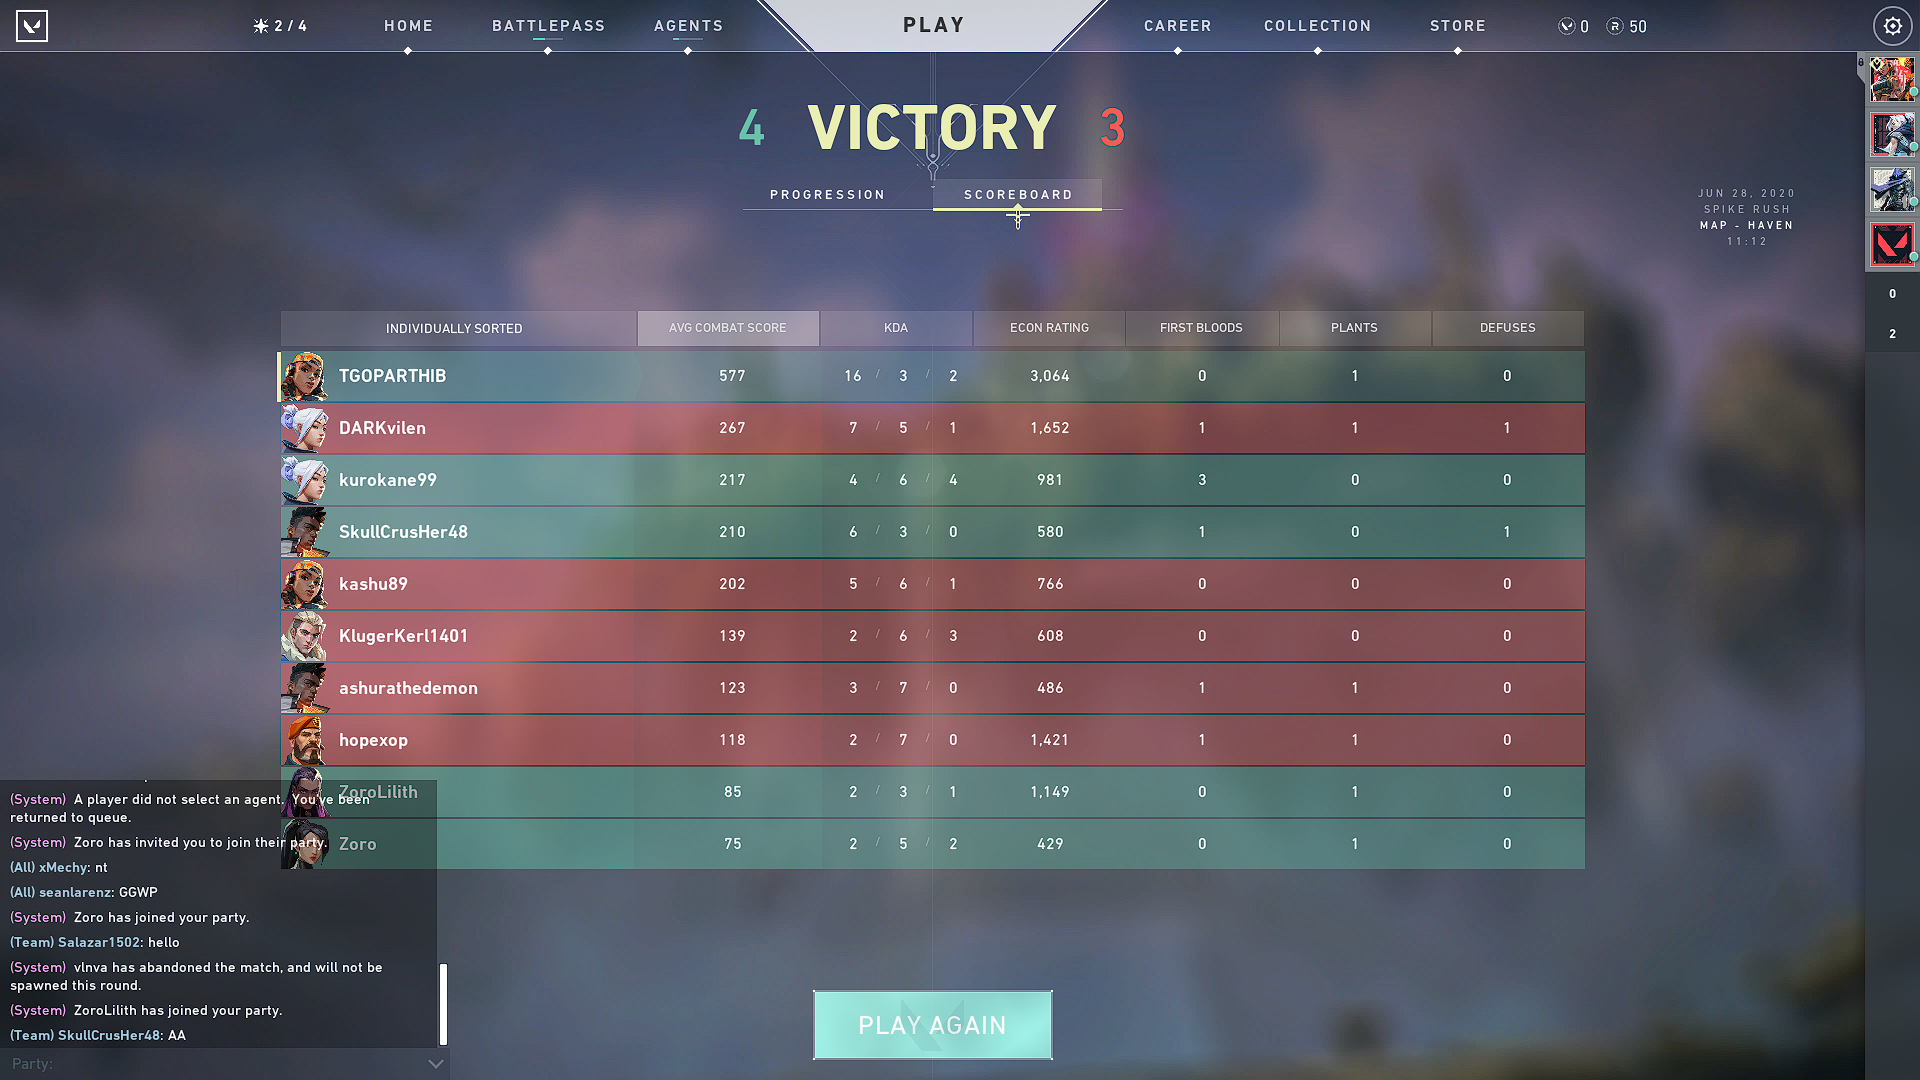 2 / 4 HOME BATTLEPASS AGENTS PLAY CAREER COLLECTION STORE 0 50
4 VICTORY 3
PROGRESSION SCOREBOARD
JUN 28, 2020
SPIKE RUSH
MAP - HAVEN
11:12
0
2
INDIVIDUALLY SORTED AVG COMBAT SCORE KDA ECON RATING FIRST BLOODS PLANTS DEFUSES
TGOPARTHIB 577 16 / 3 / 2 3,064 0 1 0
DARKvilen 267 7 / 5 / 1 1,652 1 1 1
kurokane99 217 4 / 6 / 4 981 3 0 0
SkullCrusHer48 210 6 / 3 / 0 580 1 0 1
kashu89 202 5 / 6 / 1 766 0 0 0
KlugerKerl1401 139 2 / 6 / 3 608 0 0 0
ashurathedemon 123 3 / 7 / 0 486 1 1 0
hopexop 118 2 / 7 / 0 1,421 1 1 0
ZoroLilith 85 2 / 3 / 1 1,149 0 1 0
Zoro 75 2 / 5 / 2 429 0 1 0
(System) A player did not select an agent. You've been
returned to queue.
(System) Zoro has invited you to join their party.
(All) xMechy: nt
(All) seanlarenz: GGWP
(System) Zoro has joined your party.
(Team) Salazar1502: hello
(System) vlnva has abandoned the match, and will not be
spawned this round.
(System) ZoroLilith has joined your party.
(Team) SkullCrusHer48: AA
Party:
PLAY AGAIN